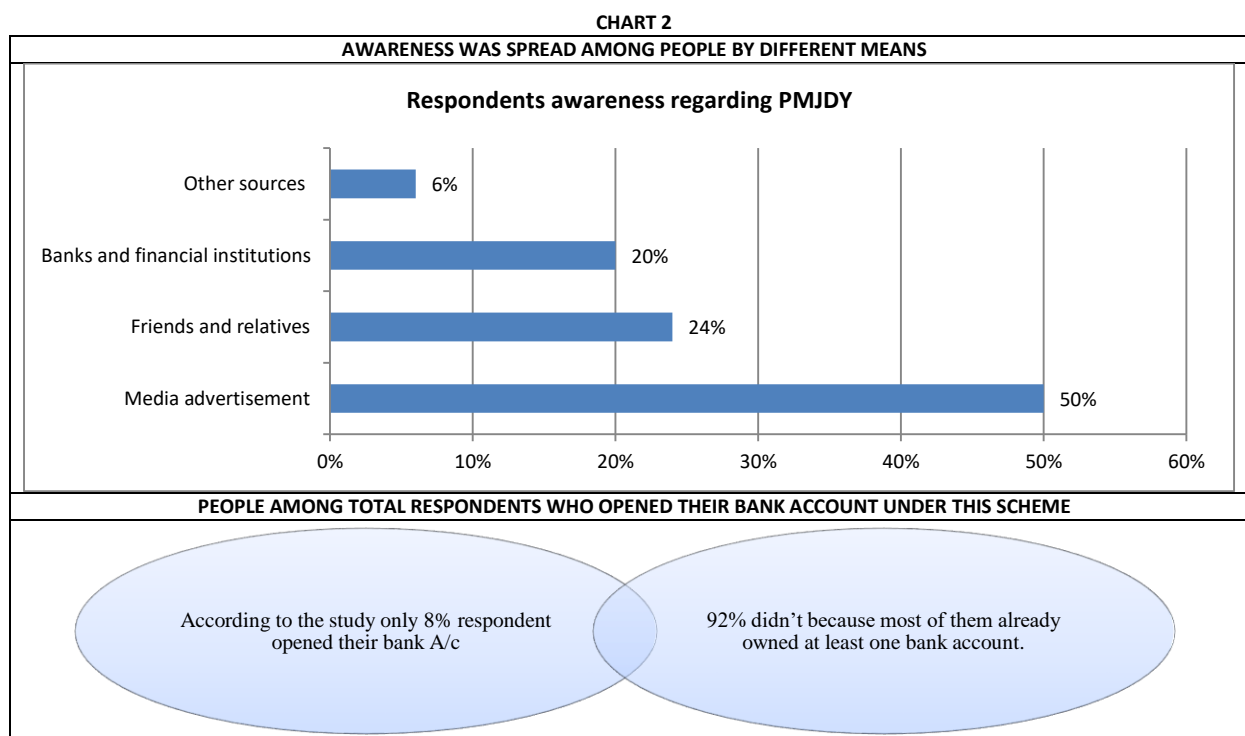 CHART 2
AWARENESS WAS SPREAD AMONG PEOPLE BY DIFFERENT MEANS
Respondents awareness regarding PMJDY
Other sources 6%
Banks and financial institutions 20%
Friends and relatives 24%
Media advertisement 50%
0% 10% 20% 30% 40% 50% 60%
PEOPLE AMONG TOTAL RESPONDENTS WHO OPENED THEIR BANK ACCOUNT UNDER THIS SCHEME
According to the study only 8% respondent
opened their bank A/c
92% didn’t because most of them already
owned at least one bank account.